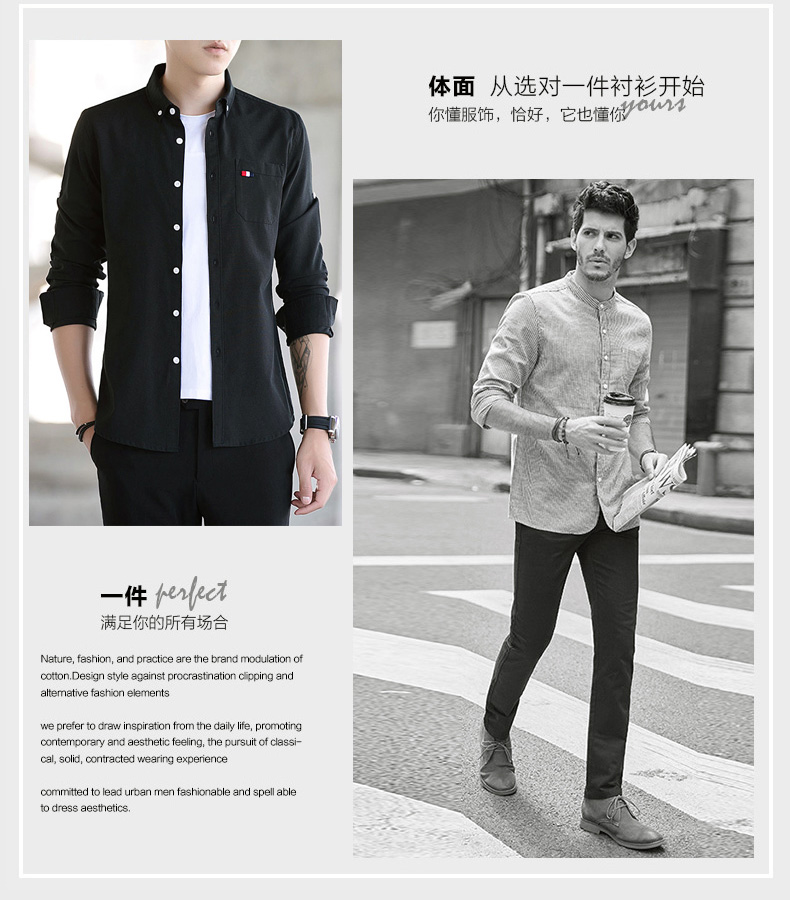 体面 从选对一件衬衫开始
你懂服饰，恰好，它也懂你
yours
一件 perfect
满足你的所有场合
Nature, fashion, and practice are the brand modulation of
cotton.Design style against procrastination clipping and
alternative fashion elements
we prefer to draw inspiration from the daily life, promoting
contemporary and aesthetic feeling, the pursuit of classi-
cal, solid, contracted wearing experience
committed to lead urban men fashionable and spell able
to dress aesthetics.